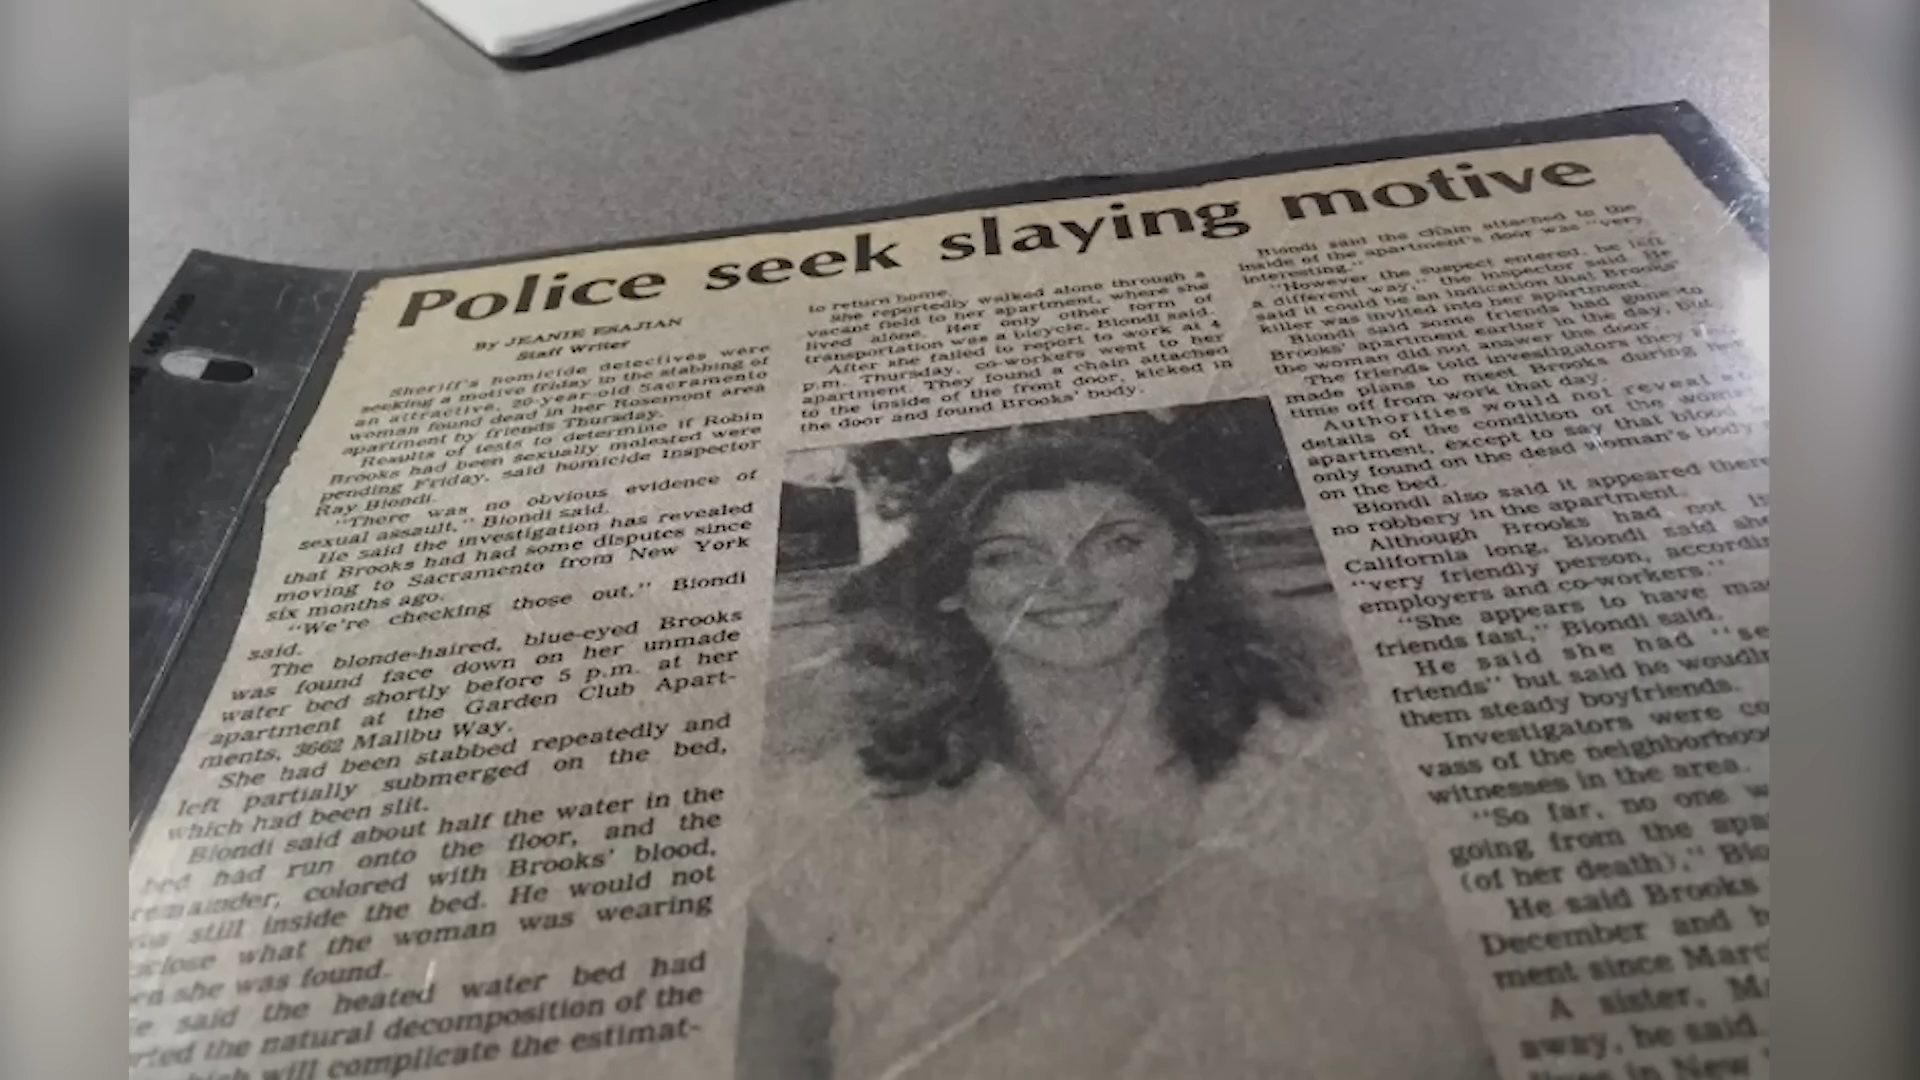 Police seek slaying motive
By JEANIE ESAJIAN
Staff Writer
Sheriff's homicide detectives were
seeking a motive Friday in the stabbing of
an attractive, 20-year-old Sacramento
woman found dead in her Rosemont area
apartment by friends Thursday.
Results of tests to determine if Robin
Brooks had been sexually molested were
pending Friday, said homicide Inspector
Ray Biondi.
"There was no obvious evidence of
sexual assault," Biondi said.
He said the investigation has revealed
that Brooks had had some disputes since
moving to Sacramento from New York
six months ago.
"We're checking those out," Biondi
said.
The blonde-haired, blue-eyed Brooks
was found face down on her unmade
water bed shortly before 5 p.m. at her
apartment at the Garden Club Apart-
ments, 3662 Malibu Way.
She had been stabbed repeatedly and
left partially submerged on the bed,
which had been slit.
Biondi said about half the water in the
bed had run onto the floor, and the
remainder, colored with Brooks' blood,
still inside the bed. He would not
what the woman was wearing
she was found.
said the heated water bed had
the natural decomposition of the
will complicate the estimat-
to return home.
She reportedly walked alone through a
vacant field to her apartment, where she
lived alone. Her only other form of
transportation was a bicycle, Biondi said.
After she failed to report to work at 4
p.m. Thursday, co-workers went to her
apartment. They found a chain attached
to the inside of the front door, kicked in
the door and found Brooks' body.
Biondi said the chain attached to the
inside of the apartment's door was "very
interesting."
"However the suspect entered, he left
a different way," the inspector said. He
said it could be an indication that Brooks'
killer was invited into her apartment.
Biondi said some friends had gone to
Brooks' apartment earlier in the day, but
the woman did not answer the door.
The friends told investigators they
made plans to meet Brooks during her
time off from work that day.
Authorities would not reveal
details of the condition of the
apartment, except to say that blood
only found on the dead woman's body
on the bed.
Biondi also said it appeared there
no robbery in the apartment.
Although Brooks had not
California long, Biondi said she
"very friendly person,
employers and co-workers."
"She appears to have
friends fast," Biondi said.
He said she had
friends" but said he
them steady boyfriends.
Investigators were
of the neighborhood
witnesses in the area.
"So far, no one
going from the
(of her death),"
He said Brooks
December and
since
A sister,
away, he said.
in New